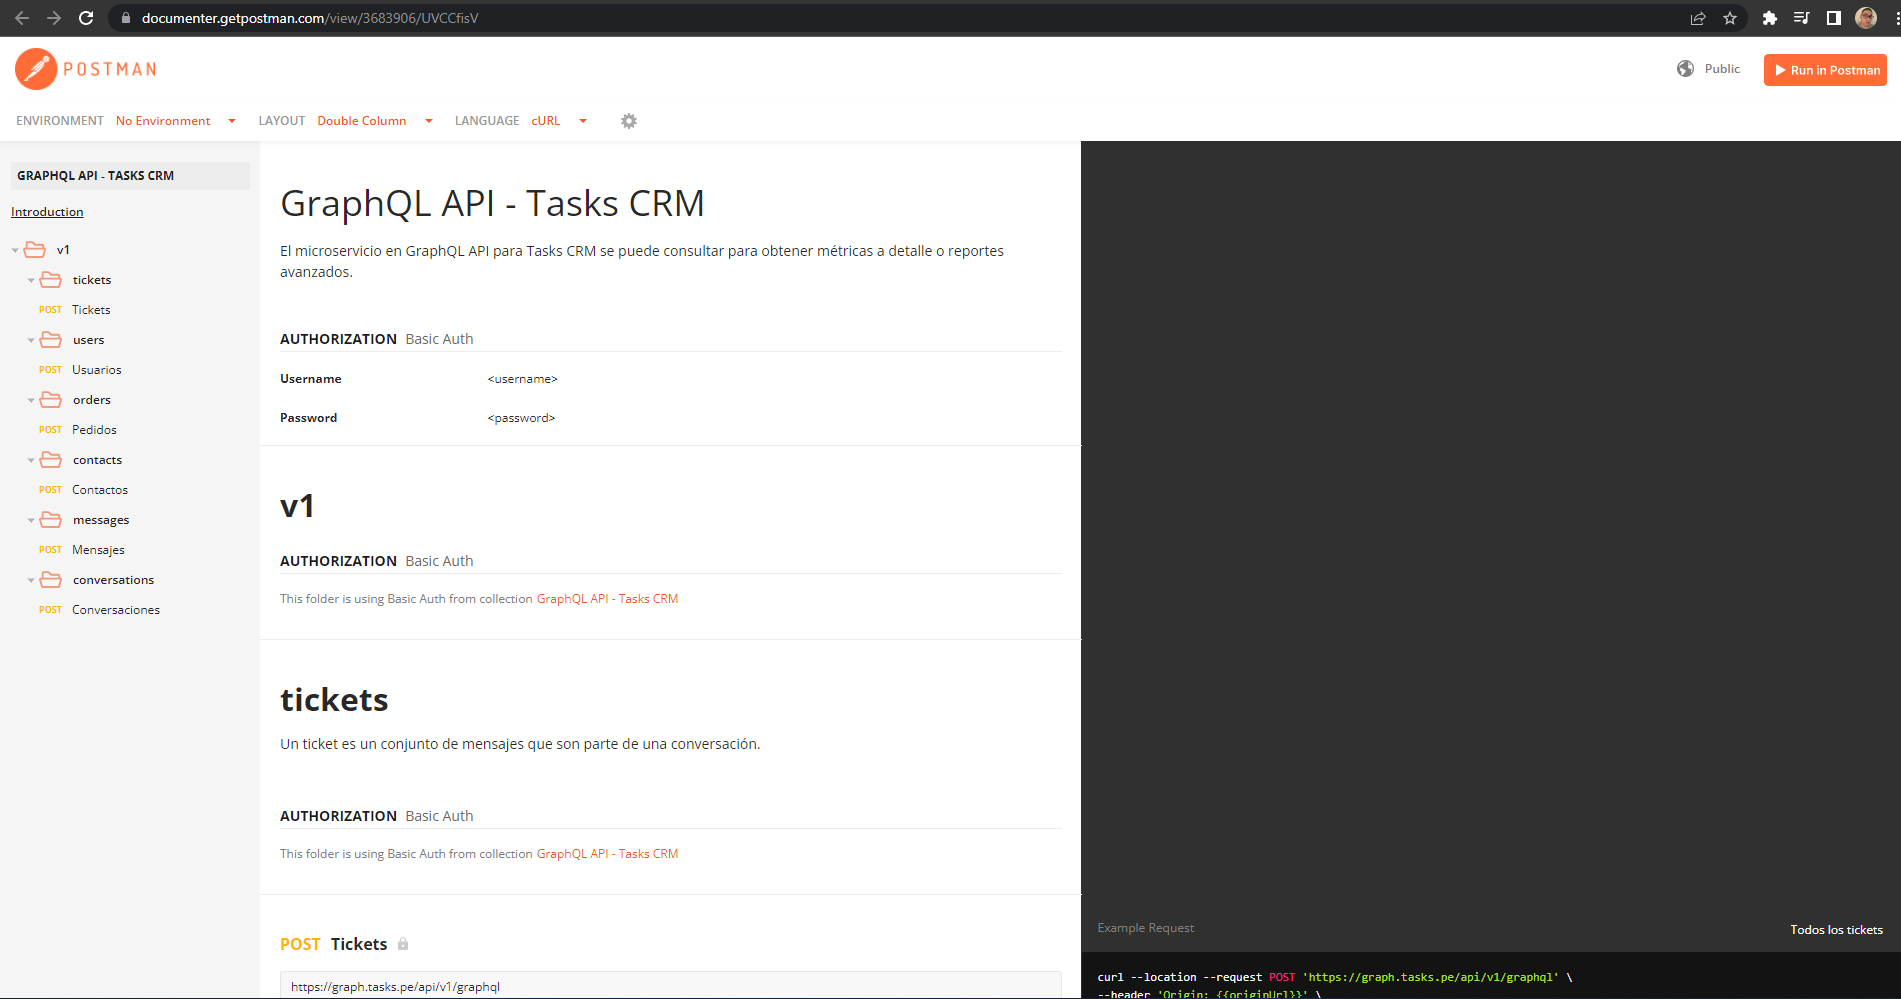 documenter.getpostman.com/view/3683906/UVCCfisV
POSTMAN
Public
Run in Postman
ENVIRONMENT No Environment LAYOUT Double Column LANGUAGE cURL
GRAPHQL API - TASKS CRM
Introduction
v1
tickets
POST Tickets
users
POST Usuarios
orders
POST Pedidos
contacts
POST Contactos
messages
POST Mensajes
conversations
POST Conversaciones
GraphQL API - Tasks CRM
El microservicio en GraphQL API para Tasks CRM se puede consultar para obtener métricas a detalle o reportes
avanzados.
AUTHORIZATION Basic Auth
Username <username>
Password <password>
v1
AUTHORIZATION Basic Auth
This folder is using Basic Auth from collection GraphQL API - Tasks CRM
tickets
Un ticket es un conjunto de mensajes que son parte de una conversación.
AUTHORIZATION Basic Auth
This folder is using Basic Auth from collection GraphQL API - Tasks CRM
POST Tickets
https://graph.tasks.pe/api/v1/graphql
Example Request
Todos los tickets
curl --location --request POST 'https://graph.tasks.pe/api/v1/graphql' \
--header 'Origin: {{originUrl}}' \